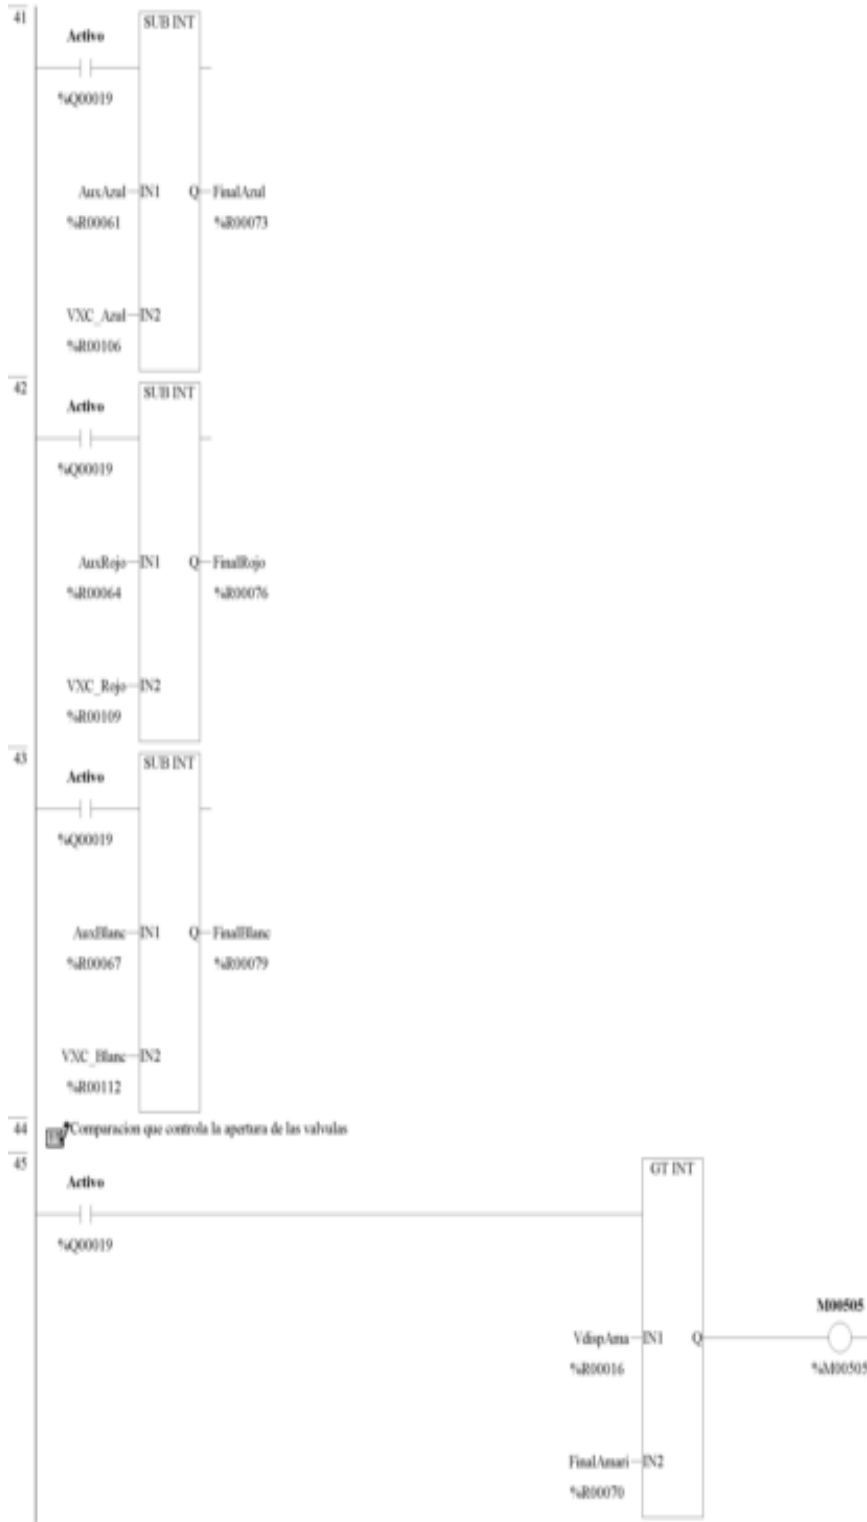 41
SUB INT
Activo
%Q00019
AuxAzul IN1 Q FinalAzul
%R00061 %R00073
VXC_Azul IN2
%R00106
42
SUB INT
Activo
%Q00019
AuxRojo IN1 Q FinalRojo
%R00064 %R00076
VXC_Rojo IN2
%R00109
43
SUB INT
Activo
%Q00019
AuxBlanc IN1 Q FinalBlanc
%R00067 %R00079
VXC_Blanc IN2
%R00112
44
*Comparacion que controla la apertura de las valvulas
45
GT INT
Activo
%Q00019
M00505
VdispAma IN1 Q
%R00016 %M00505
FinalAmari IN2
%R00070